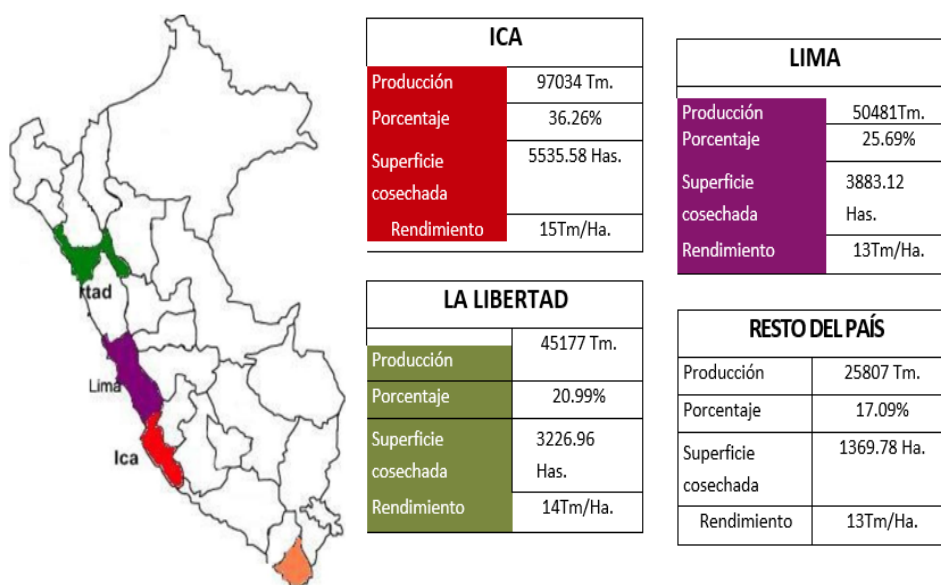 rtad
Lima
Ica
ICA
Producción 97034 Tm.
Porcentaje 36.26%
Superficie 5535.58 Has.
cosechada
Rendimiento 15Tm/Ha.
LIMA
Producción 50481Tm.
Porcentaje 25.69%
Superficie 3883.12
cosechada Has.
Rendimiento 13Tm/Ha.
LA LIBERTAD
45177 Tm.
Producción
Porcentaje 20.99%
Superficie 3226.96
cosechada Has.
Rendimiento 14Tm/Ha.
RESTO DEL PAÍS
Producción 25807 Tm.
Porcentaje 17.09%
Superficie 1369.78 Ha.
cosechada
Rendimiento 13Tm/Ha.